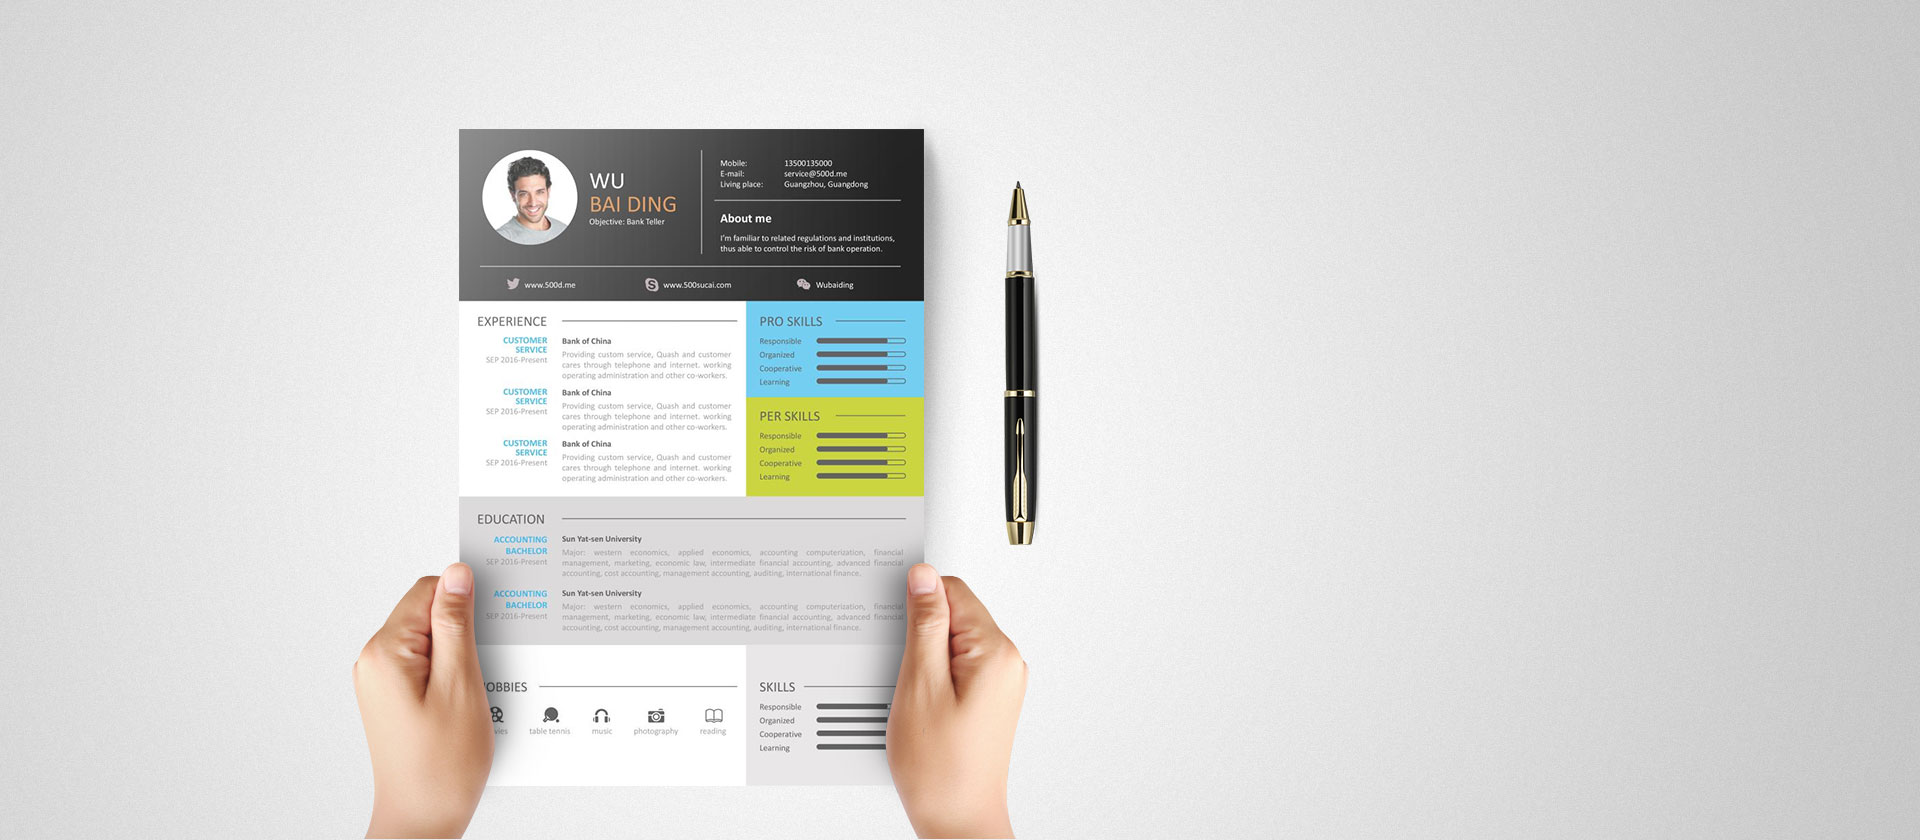 WU
BAI DING
Objective: Bank Teller
Mobile: 13500135000
E-mail: service@500d.me
Living place: Guangzhou, Guangdong
About me
I'm familiar to related regulations and institutions,
thus able to control the risk of bank operation.
www.500d.me
www.500sucai.com
Wubaiding
EXPERIENCE
CUSTOMER
SERVICE
SEP 2016-Present
Bank of China
Providing custom service, Quash and customer
cares through telephone and internet. working
operating administration and other co-workers.
CUSTOMER
SERVICE
SEP 2016-Present
Bank of China
Providing custom service, Quash and customer
cares through telephone and internet. working
operating administration and other co-workers.
CUSTOMER
SERVICE
SEP 2016-Present
Bank of China
Providing custom service, Quash and customer
cares through telephone and internet. working
operating administration and other co-workers.
PRO SKILLS
Responsible
Organized
Cooperative
Learning
PER SKILLS
Responsible
Organized
Cooperative
Learning
EDUCATION
ACCOUNTING
BACHELOR
SEP 2016-Present
Sun Yat-sen University
Major: western economics, applied economics, accounting computerization, financial
management, marketing, economic law, intermediate financial accounting, advanced financial
accounting, cost accounting, management accounting, auditing, international finance.
ACCOUNTING
BACHELOR
SEP 2016-Present
Sun Yat-sen University
Major: western economics, applied economics, accounting computerization, financial
management, marketing, economic law, intermediate financial accounting, advanced financial
accounting, cost accounting, management accounting, auditing, international finance.
OBBIES
vies
table tennis
music
photography
reading
SKILLS
Responsible
Organized
Cooperative
Learning